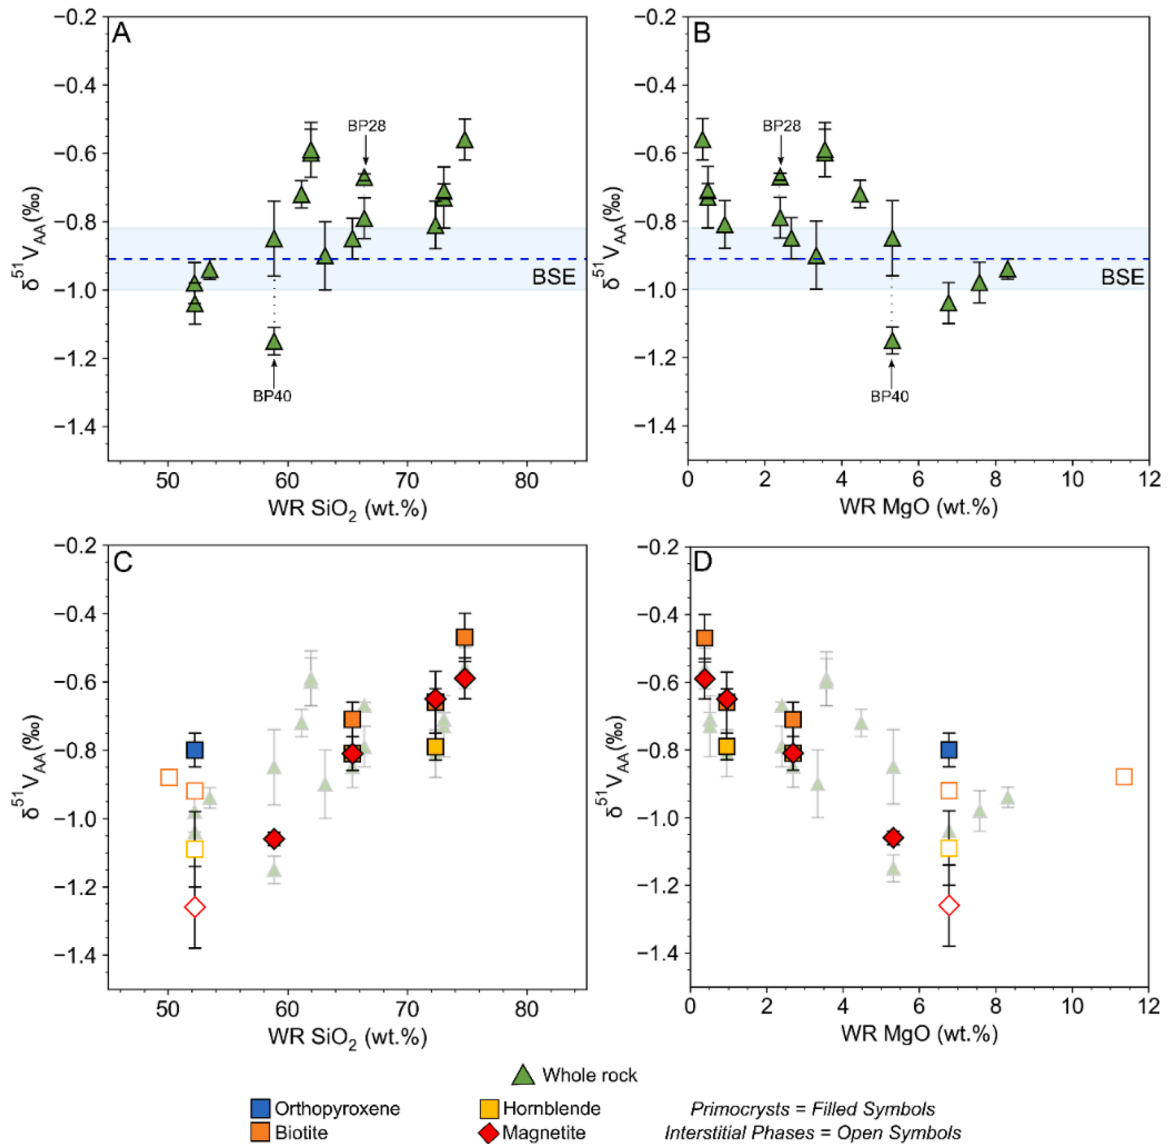 A
−0.2
−0.4
−0.6
−0.8
−1.0
−1.2
−1.4
δ⁵¹V_AA(‰)
BP28
BSE
BP40
50 60 70 80
WR SiO₂ (wt.%)
B
−0.2
−0.4
−0.6
−0.8
−1.0
−1.2
−1.4
δ⁵¹V_AA(‰)
BP28
BSE
BP40
0 2 4 6 8 10 12
WR MgO (wt.%)
C
−0.2
−0.4
−0.6
−0.8
−1.0
−1.2
−1.4
δ⁵¹V_AA(‰)
50 60 70 80
WR SiO₂ (wt.%)
D
−0.2
−0.4
−0.6
−0.8
−1.0
−1.2
−1.4
δ⁵¹V_AA(‰)
0 2 4 6 8 10 12
WR MgO (wt.%)
Whole rock
Orthopyroxene Hornblende Primocrysts = Filled Symbols
Biotite Magnetite Interstitial Phases = Open Symbols